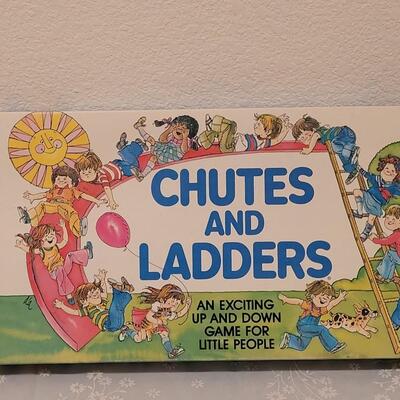 CHUTES
AND
LADDERS®
AN EXCITING
UP AND DOWN
GAME FOR
LITTLE PEOPLE